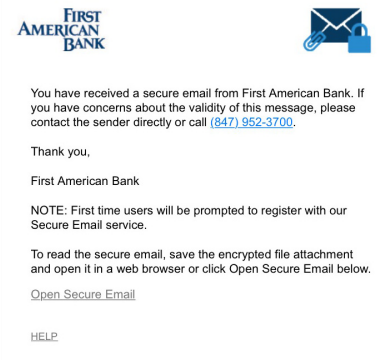 FIRST
AMERICAN
BANK
You have received a secure email from First American Bank. If
you have concerns about the validity of this message, please
contact the sender directly or call (847) 952-3700.
Thank you,
First American Bank
NOTE: First time users will be prompted to register with our
Secure Email service.
To read the secure email, save the encrypted file attachment
and open it in a web browser or click Open Secure Email below.
Open Secure Email
HELP